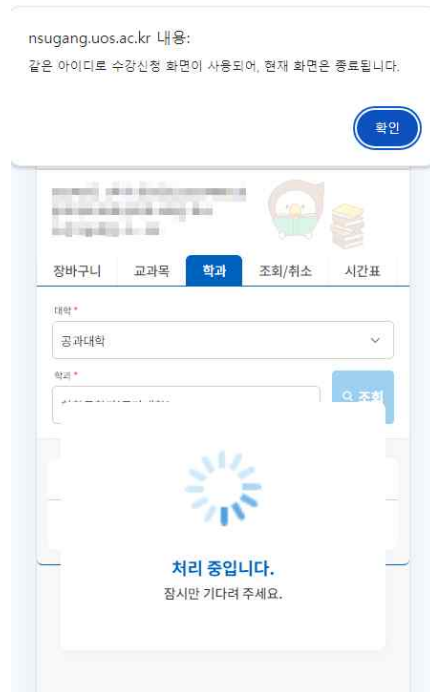 nsugang.uos.ac.kr 내용:
같은 아이디로 수강신청 화면이 사용되어, 현재 화면은 종료됩니다.
확인
장바구니 교과목 학과 조회/취소 시간표
대학 *
공과대학
학과 *
조회
처리 중입니다.
잠시만 기다려 주세요.